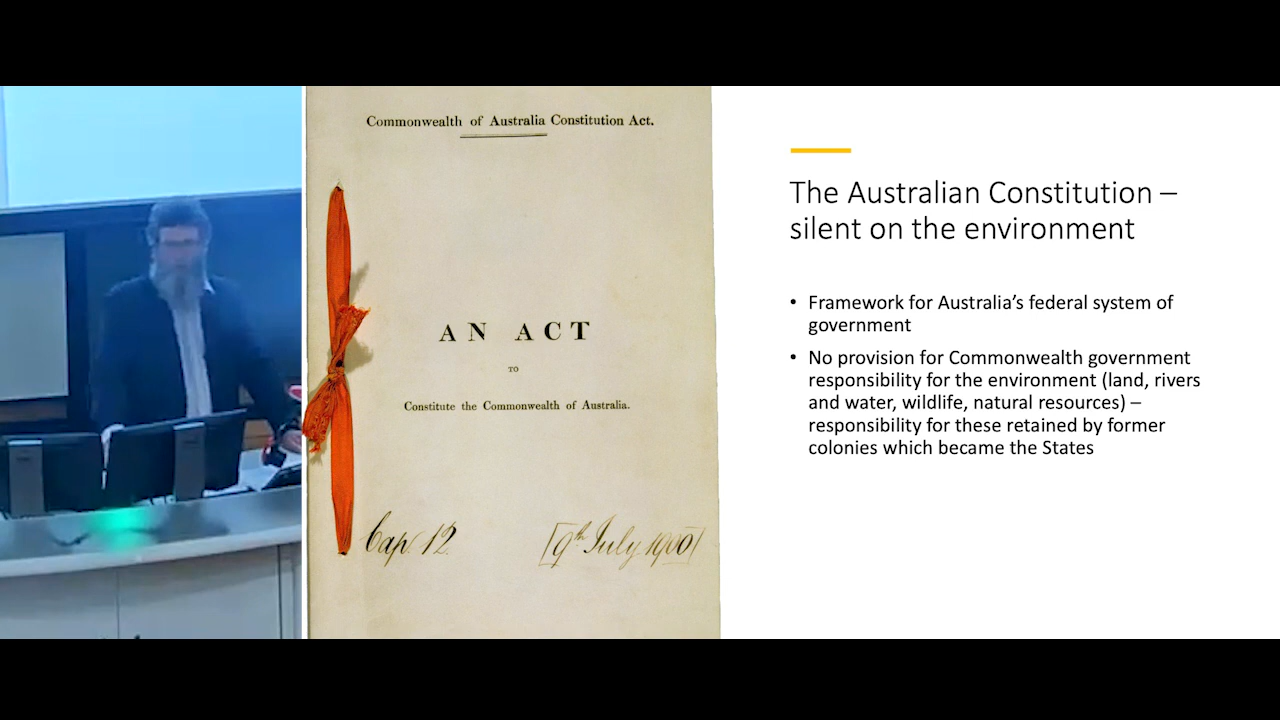 Commonwealth of Australia Constitution Act.
AN ACT
TO
Constitute the Commonwealth of Australia.
Cap. 12.
[9th July 1900]
The Australian Constitution –
silent on the environment
• Framework for Australia’s federal system of
government
• No provision for Commonwealth government
responsibility for the environment (land, rivers
and water, wildlife, natural resources) –
responsibility for these retained by former
colonies which became the States